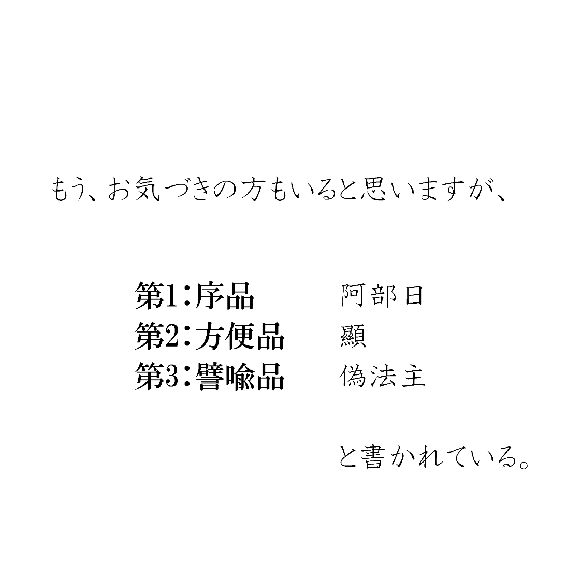 もう、お気づきの方もいると思いますが、
第1：序品　　阿部日
第2：方便品　顯
第3：譬喩品　偽法主
と書かれている。